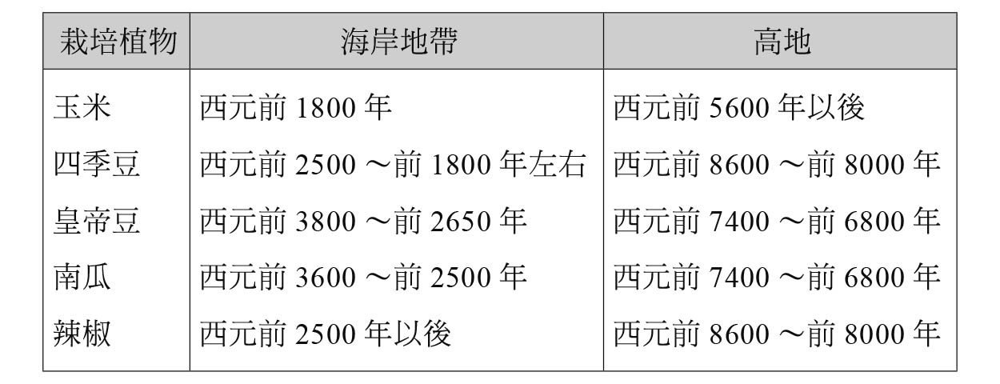 栽培植物 海岸地帶 高地
玉米 西元前 1800 年 西元前 5600 年以後
四季豆 西元前 2500 ～前 1800 年左右 西元前 8600 ～前 8000 年
皇帝豆 西元前 3800 ～前 2650 年 西元前 7400 ～前 6800 年
南瓜 西元前 3600 ～前 2500 年 西元前 7400 ～前 6800 年
辣椒 西元前 2500 年以後 西元前 8600 ～前 8000 年